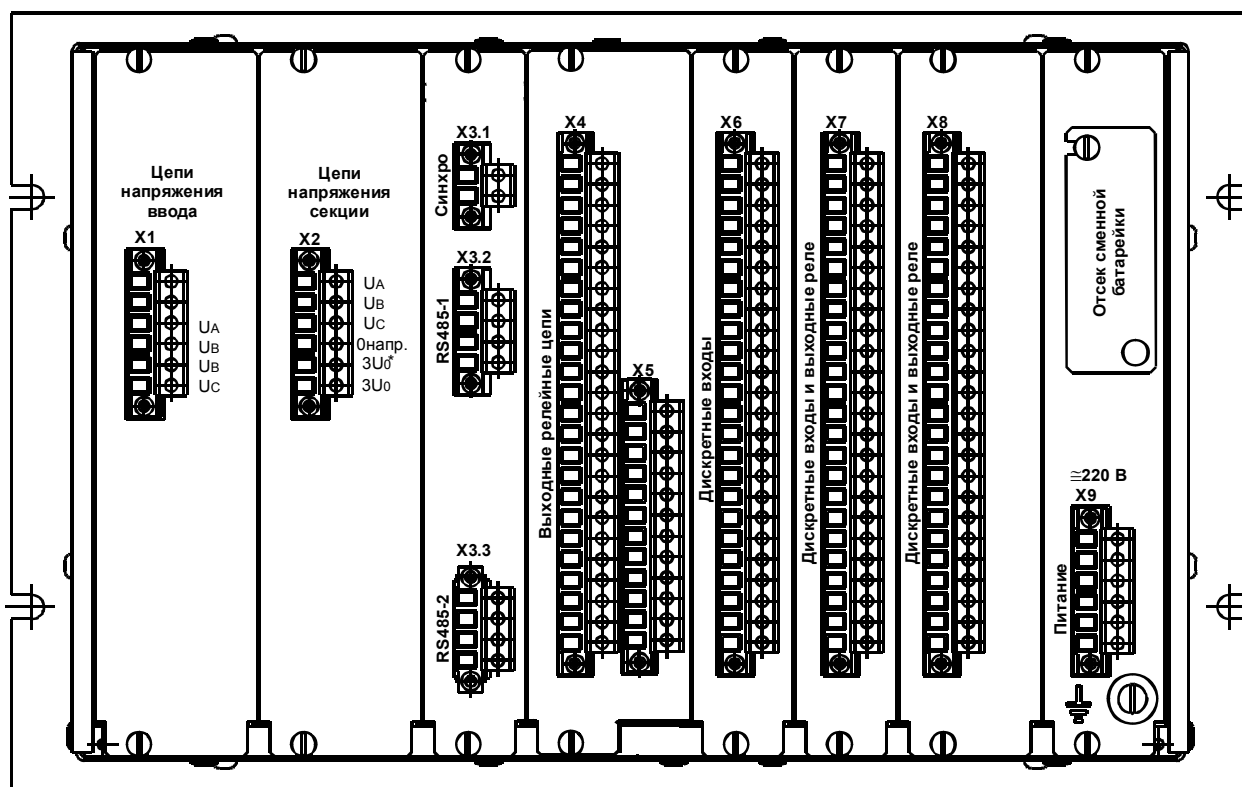 Цепи
напряжения
ввода
X1
UA
UB
UB
UC
Цепи
напряжения
секции
X2
UA
UB
UC
0напр.
3U0*
3U0
X3.1
Синхро
X3.2
RS485-1
X3.3
RS485-2
X4
Выходные релейные цепи
X5
X6
Дискретные входы
X7
Дискретные входы и выходные реле
X8
Дискретные входы и выходные реле
Отсек сменной
батарейки
≅220 В
X9
Питание